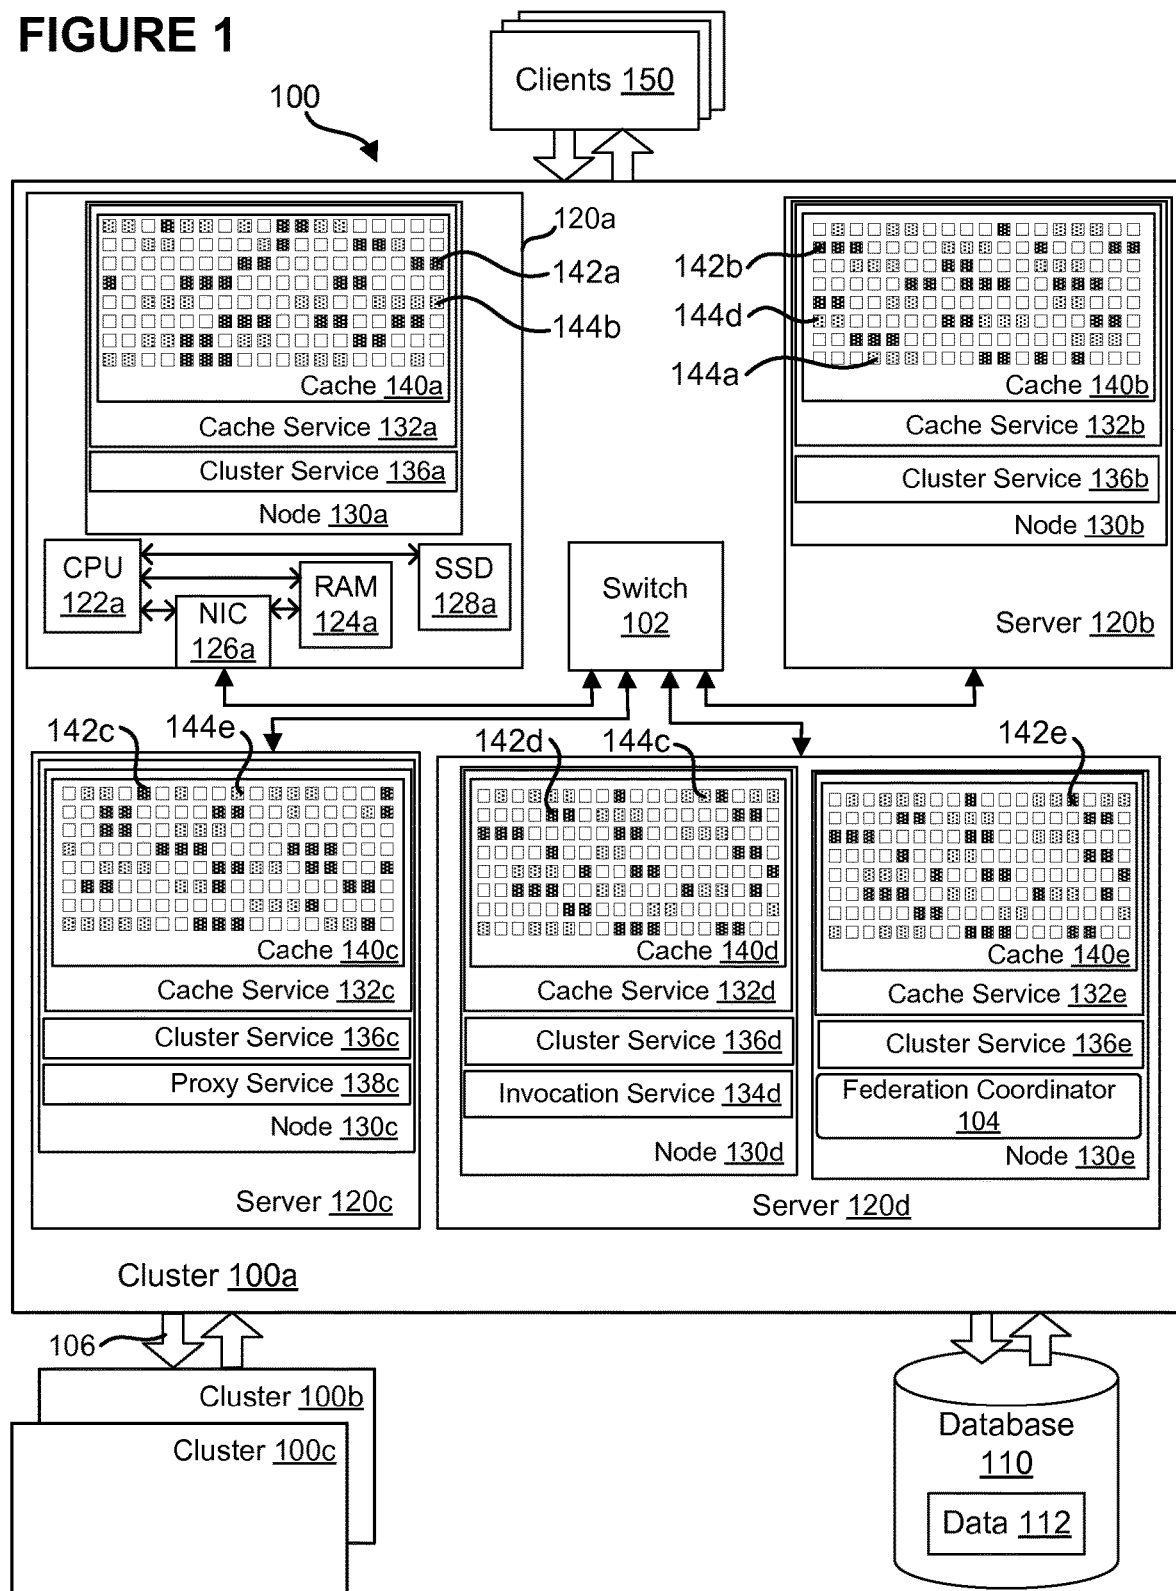 FIGURE 1
Clients 150
100
120a
142a
144b
Cache 140a
Cache Service 132a
Cluster Service 136a
Node 130a
CPU
122a
NIC
126a
RAM
124a
SSD
128a
Switch
102
142b
144d
144a
Cache 140b
Cache Service 132b
Cluster Service 136b
Node 130b
Server 120b
142c
144e
Cache 140c
Cache Service 132c
Cluster Service 136c
Proxy Service 138c
Node 130c
Server 120c
142d
144c
142e
Cache 140d
Cache Service 132d
Cluster Service 136d
Invocation Service 134d
Node 130d
Cache 140e
Cache Service 132e
Cluster Service 136e
Federation Coordinator
104
Node 130e
Server 120d
Cluster 100a
106
Cluster 100b
Cluster 100c
Database
110
Data 112